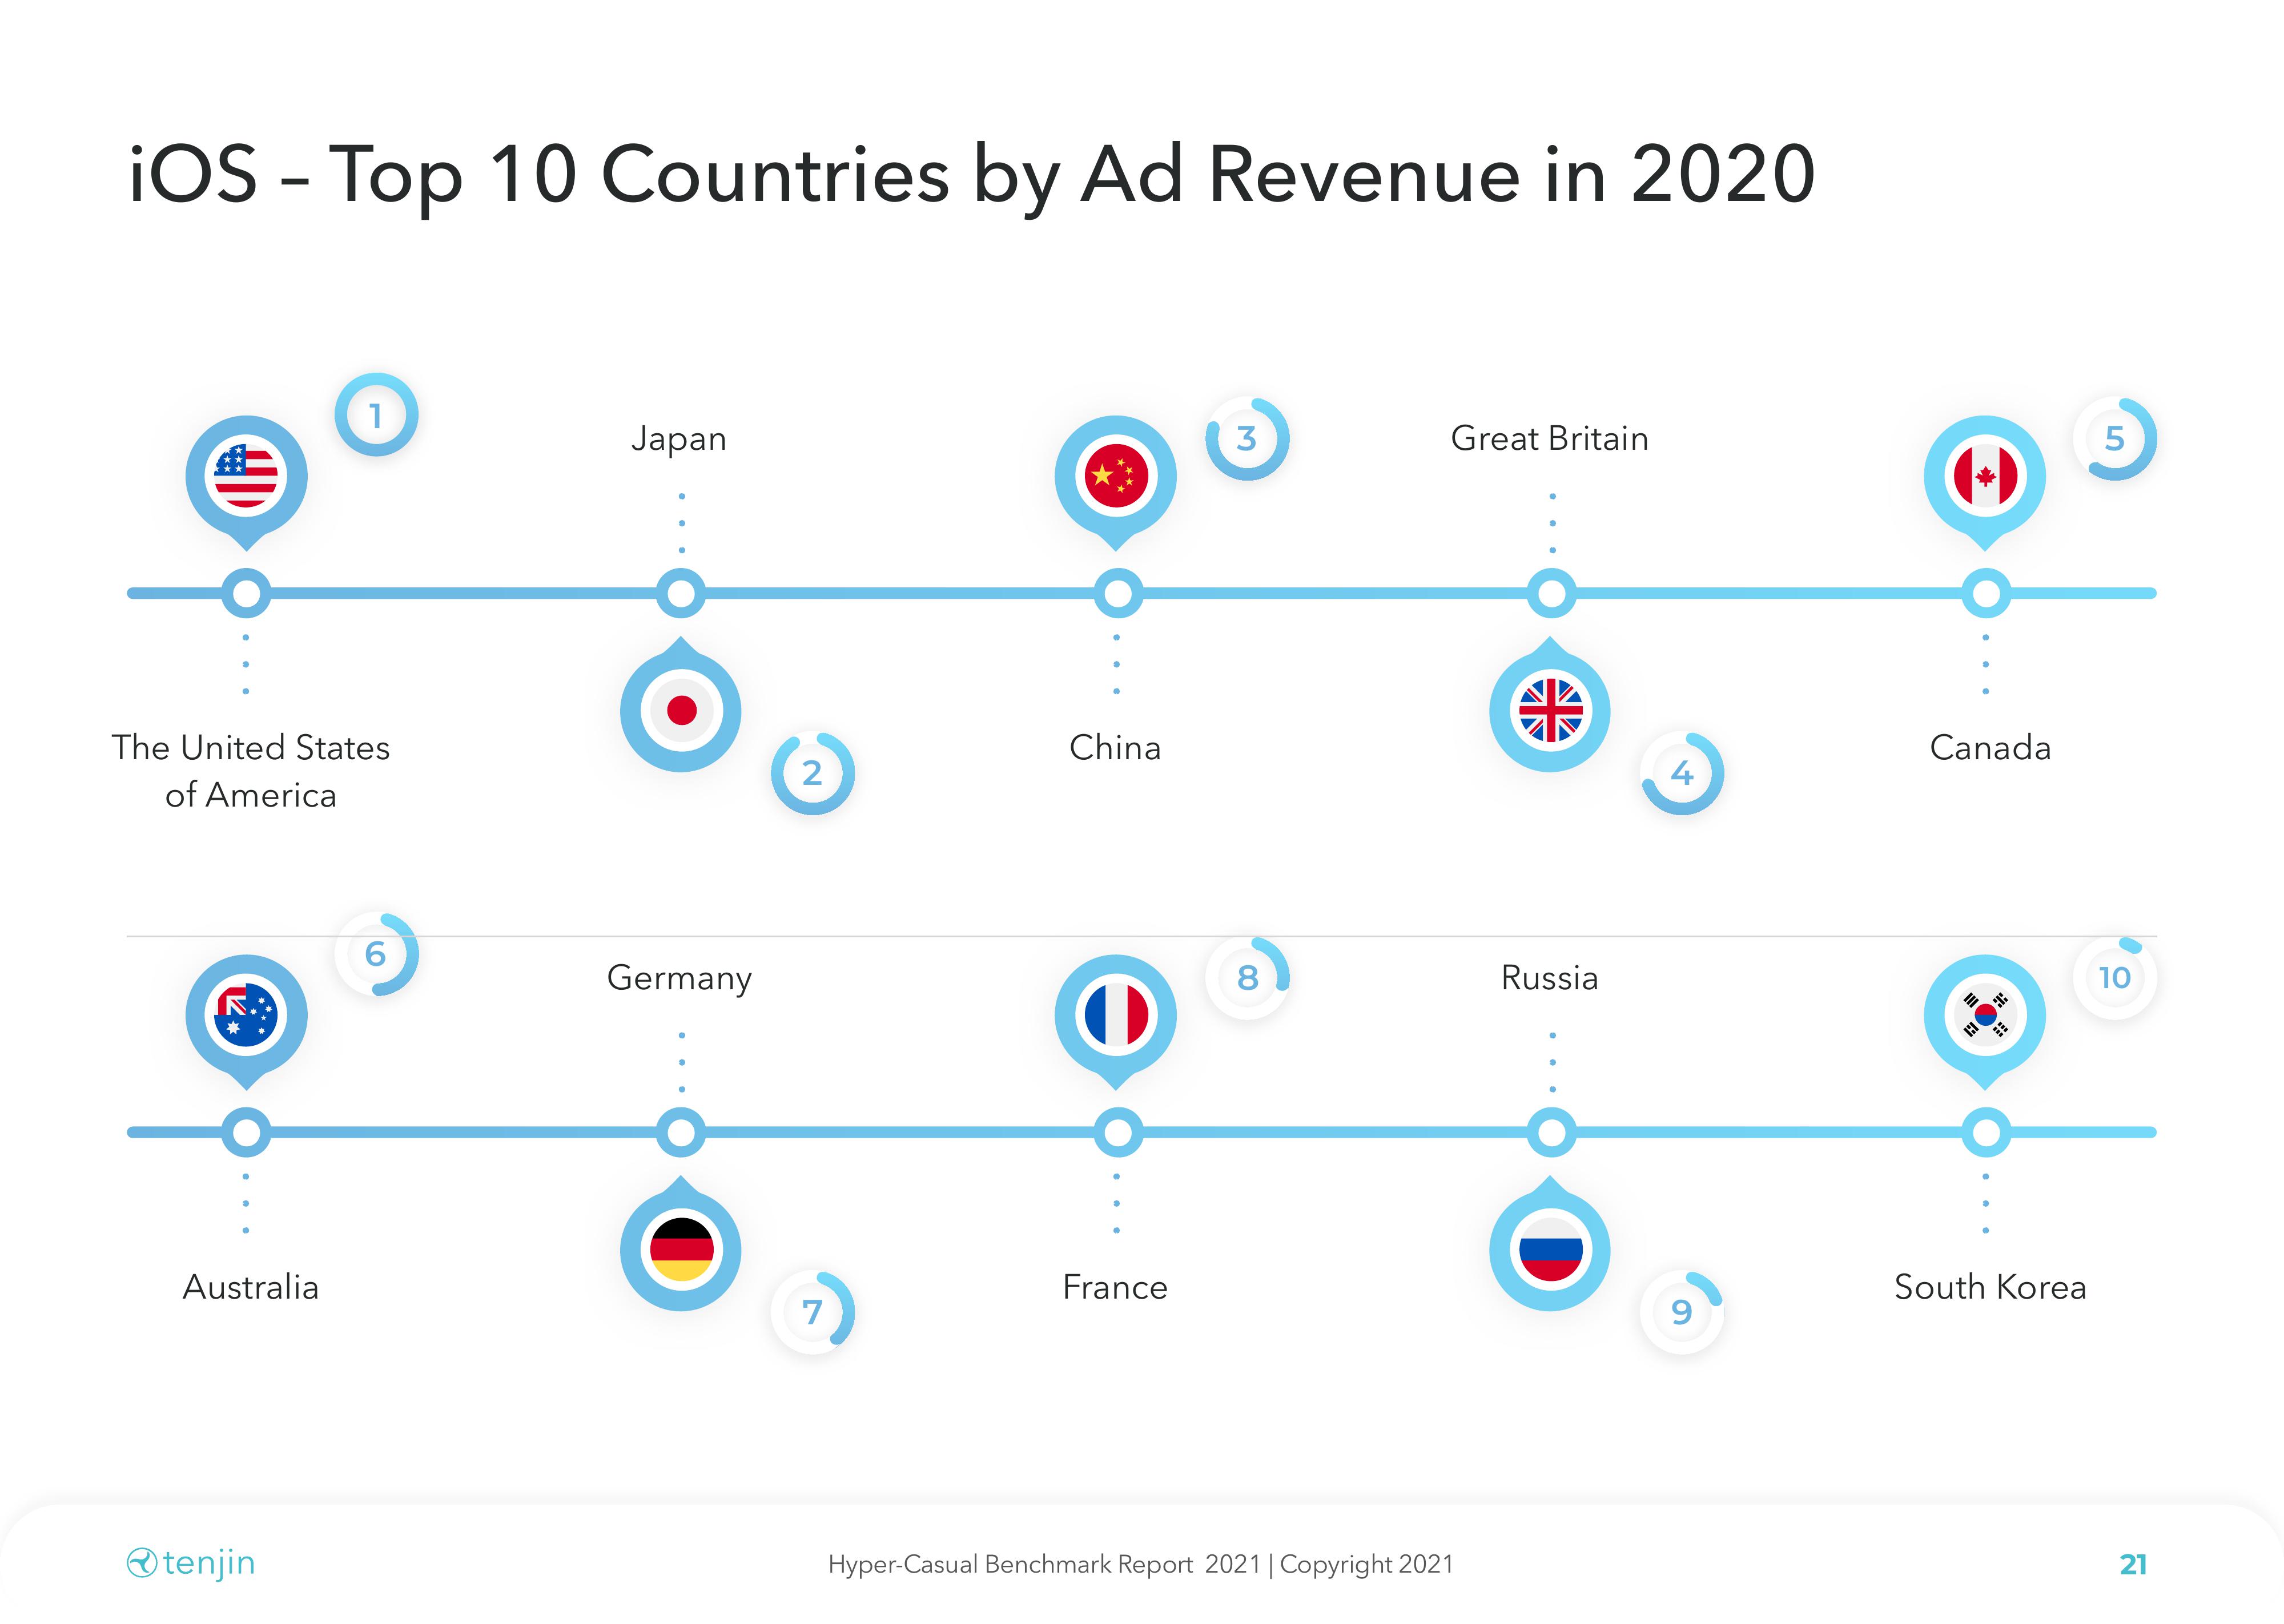 iOS – Top 10 Countries by Ad Revenue in 2020
1
Japan
3
Great Britain
5
The United States
of America
2
China
4
Canada
6
Germany
8
Russia
10
Australia
7
France
9
South Korea
tenjin
Hyper-Casual Benchmark Report 2021 | Copyright 2021
21